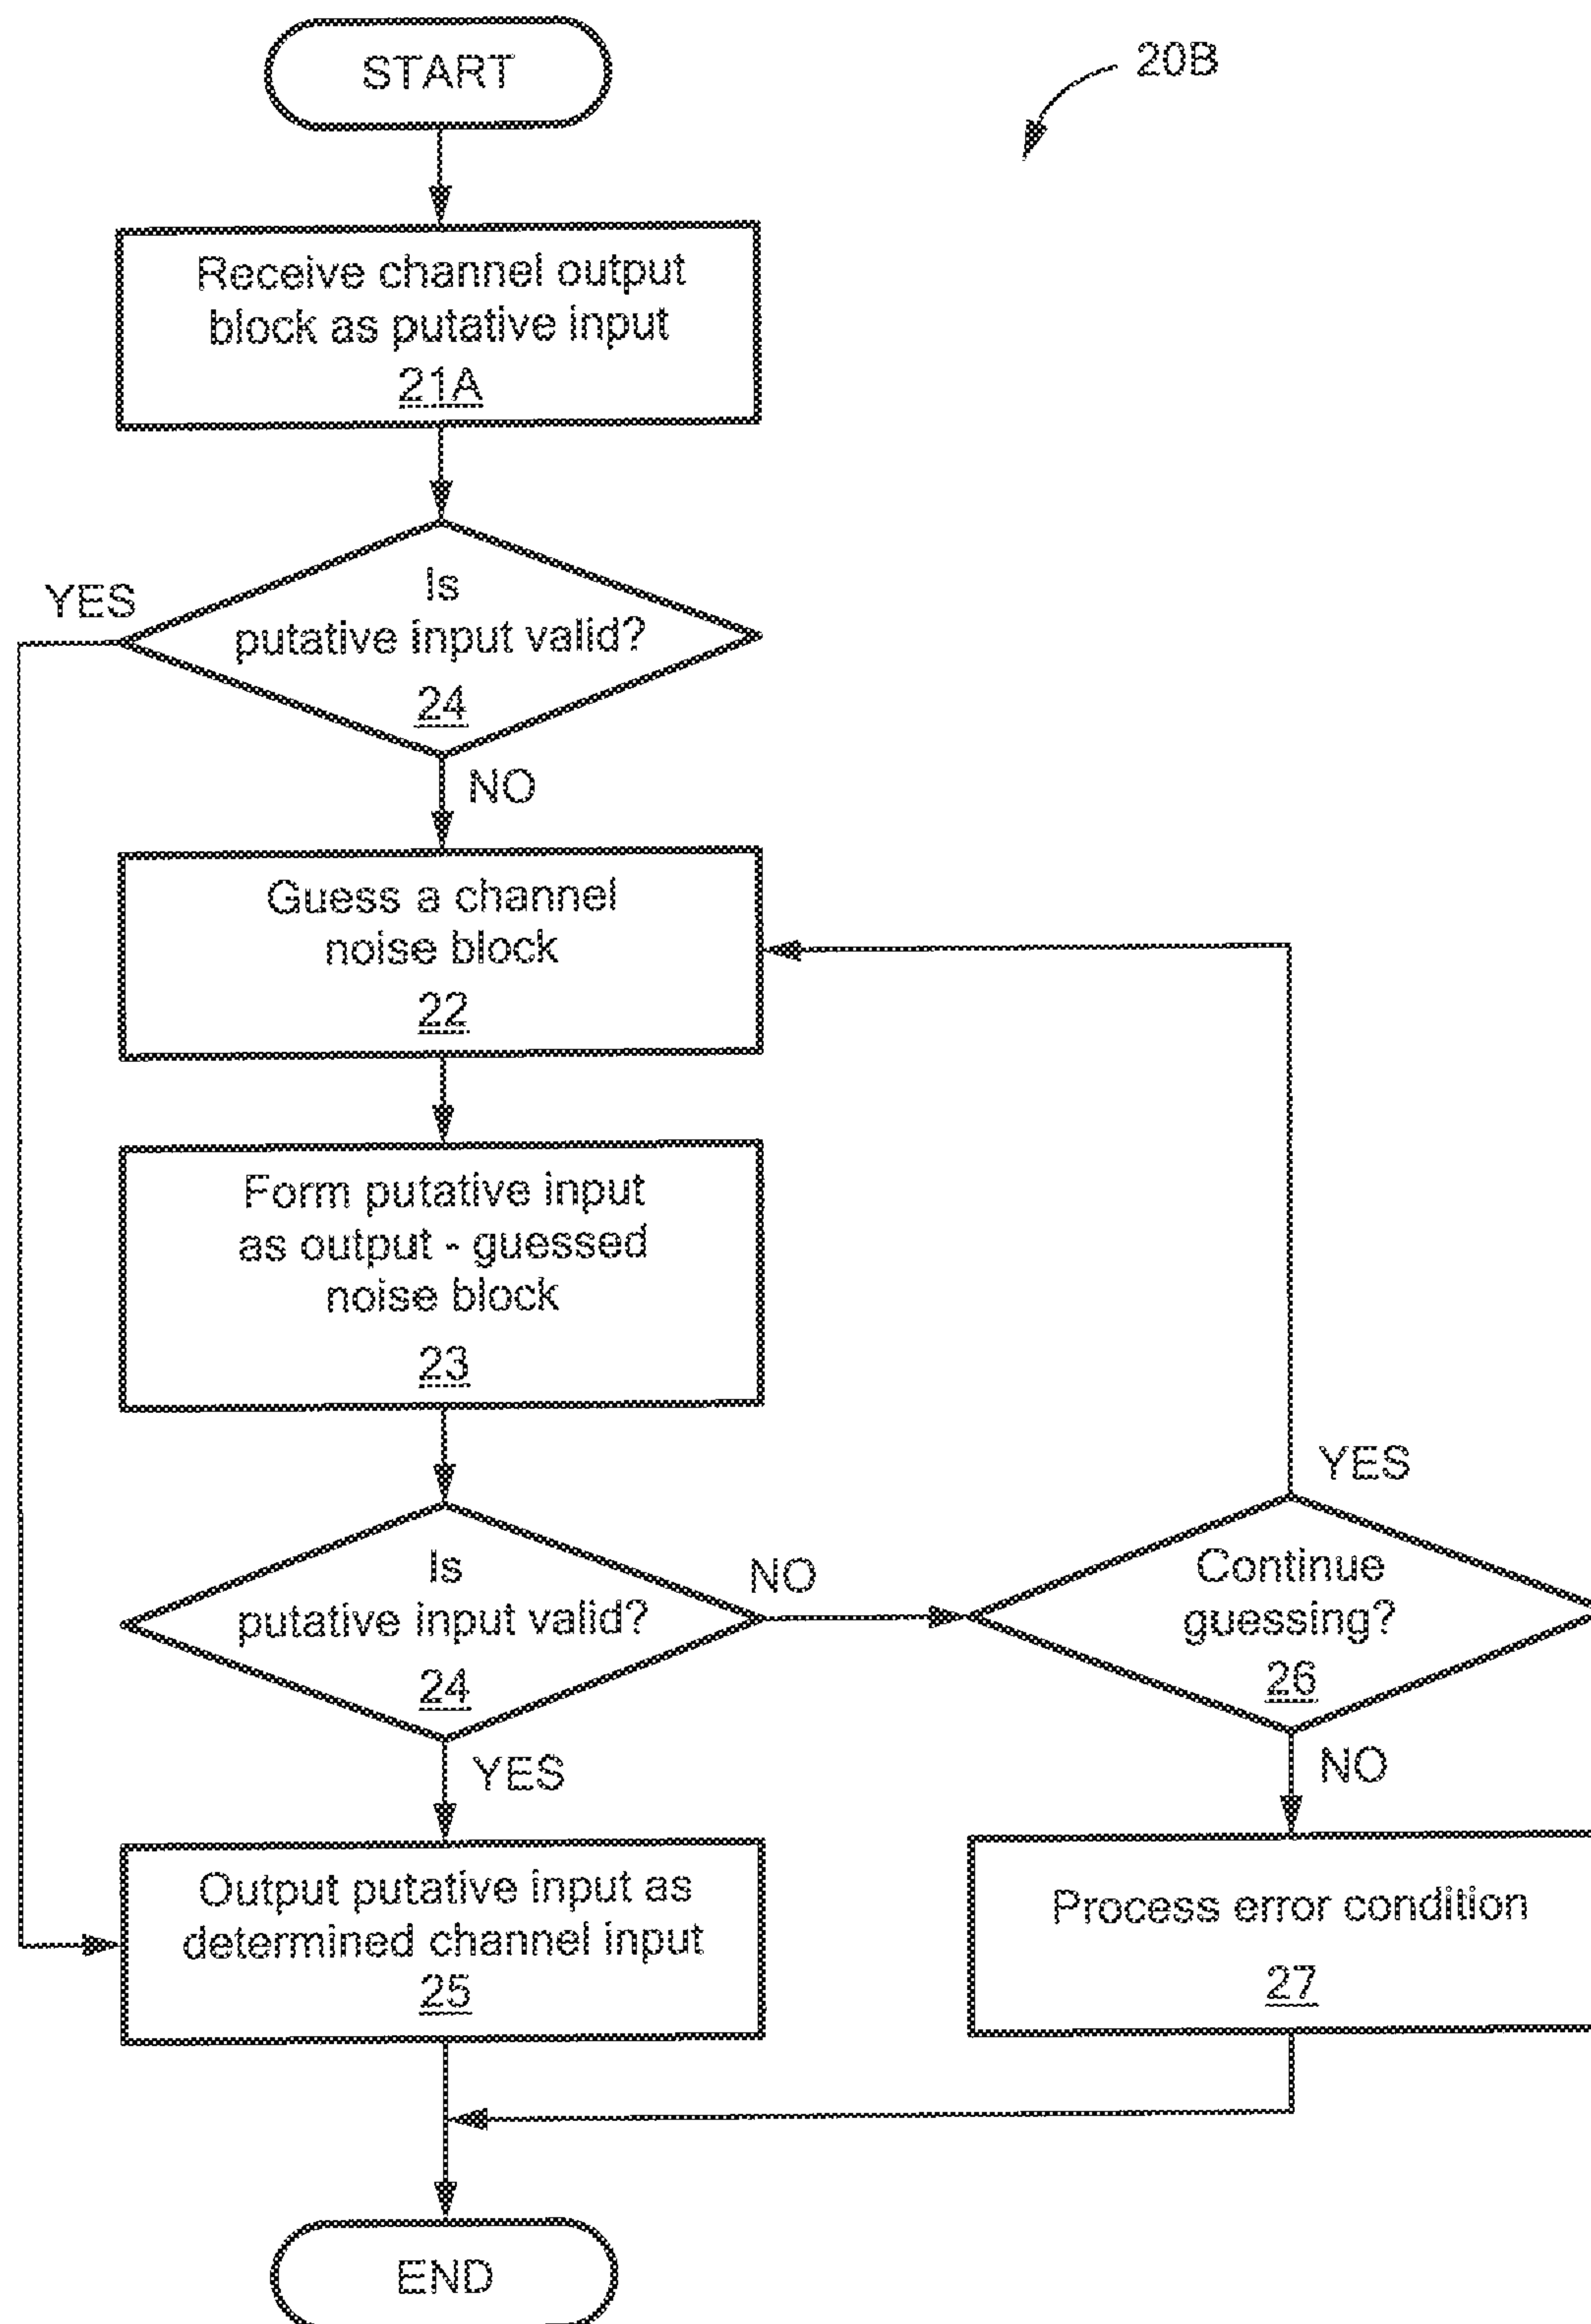 START
20B
Receive channel output
block as putative input
21A
Is
putative input valid?
24
YES
NO
Guess a channel
noise block
22
Form putative input
as output - guessed
noise block
23
Is
putative input valid?
24
NO
YES
Continue
guessing?
26
YES
NO
Output putative input as
determined channel input
25
Process error condition
27
END